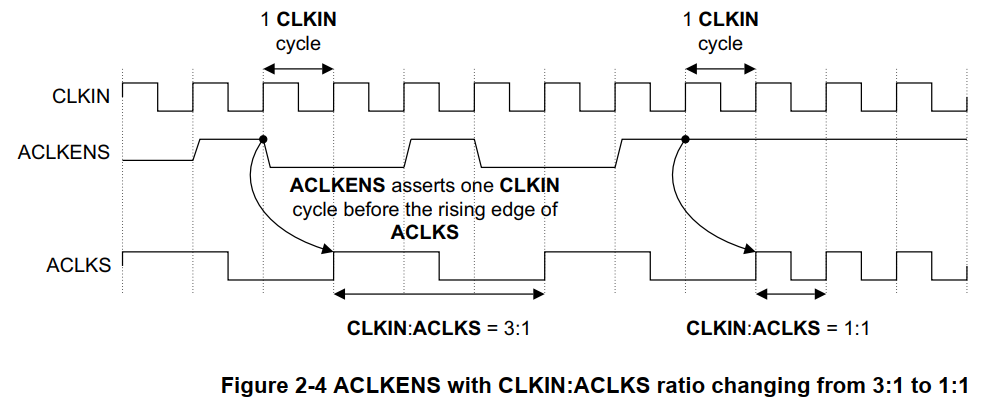 1 CLKIN
cycle
1 CLKIN
cycle
CLKIN
ACLKENS
ACLKENS asserts one CLKIN
cycle before the rising edge of
ACLKS
ACLKS
CLKIN:ACLKS = 3:1
CLKIN:ACLKS = 1:1
Figure 2-4 ACLKENS with CLKIN:ACLKS ratio changing from 3:1 to 1:1